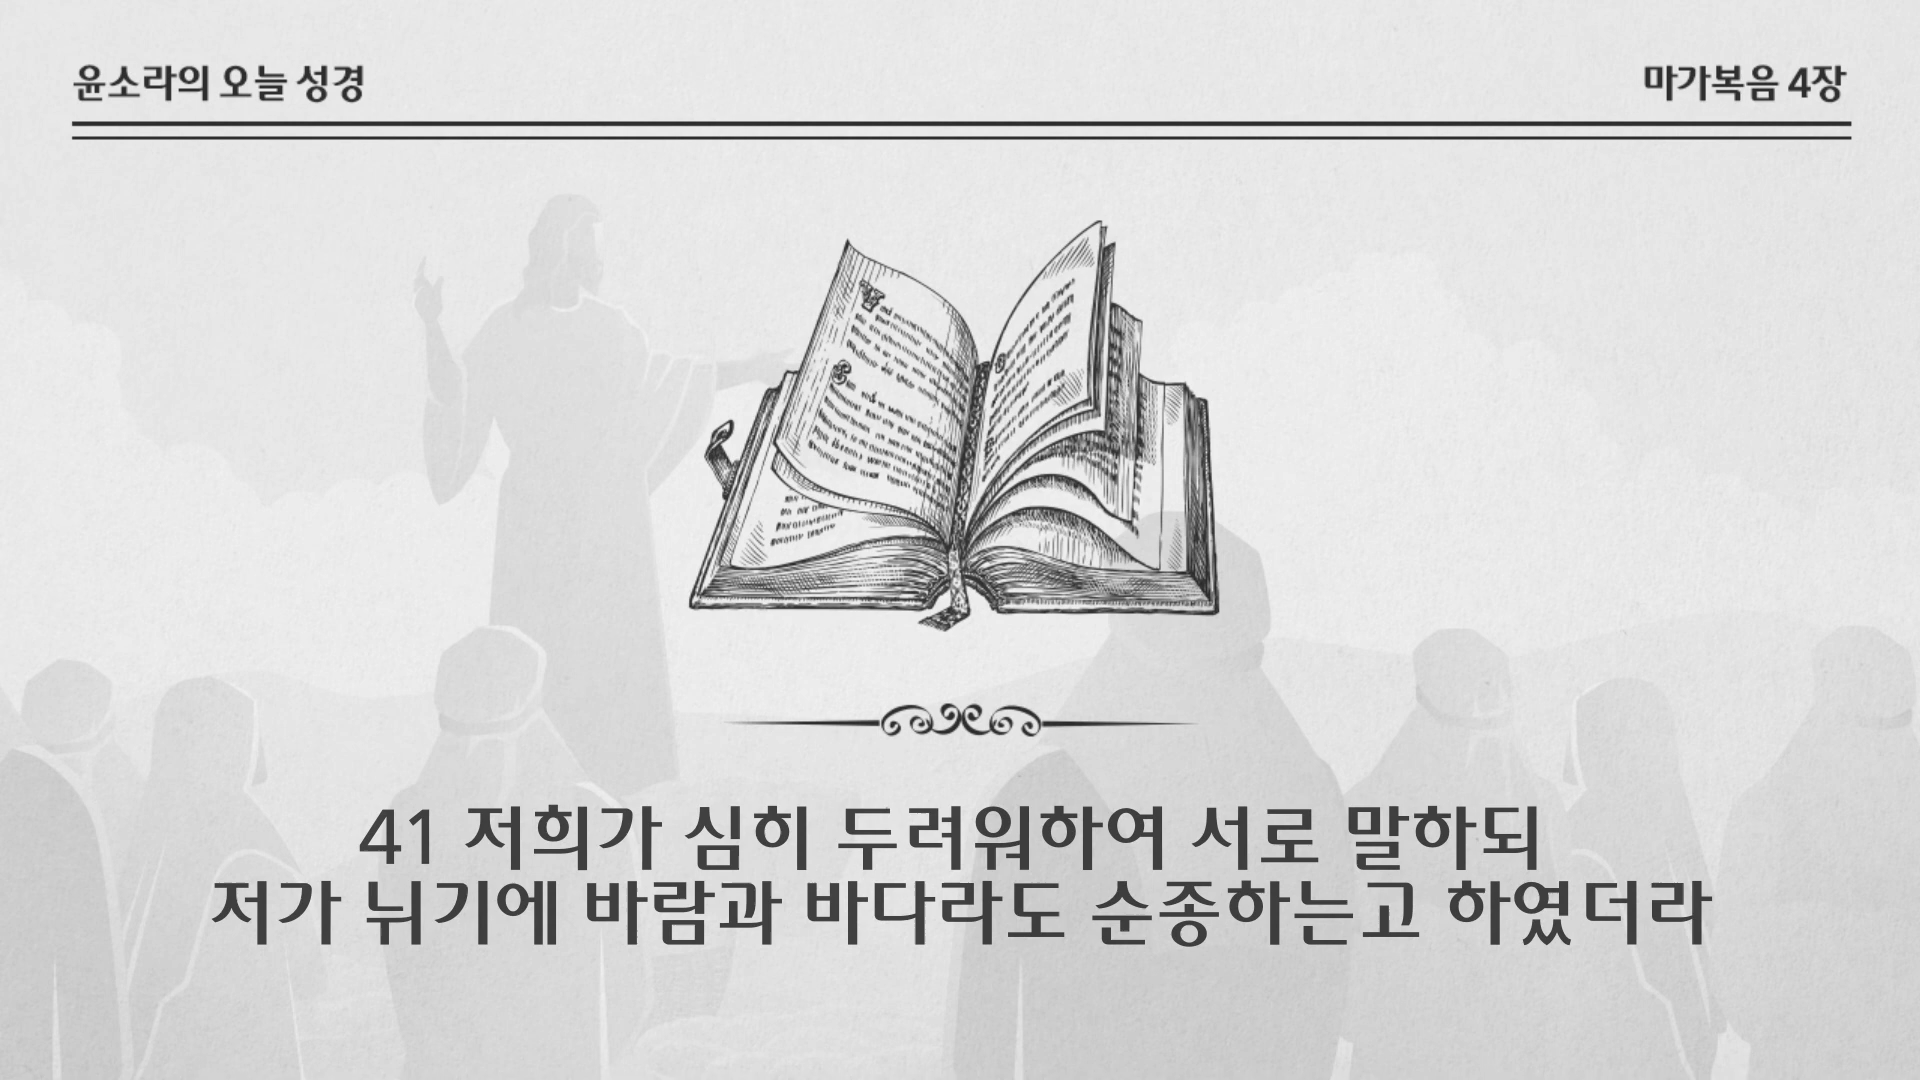 윤소라의 오늘 성경
마가복음 4장
41 저희가 심히 두려워하여 서로 말하되
저가 뉘기에 바람과 바다라도 순종하는고 하였더라